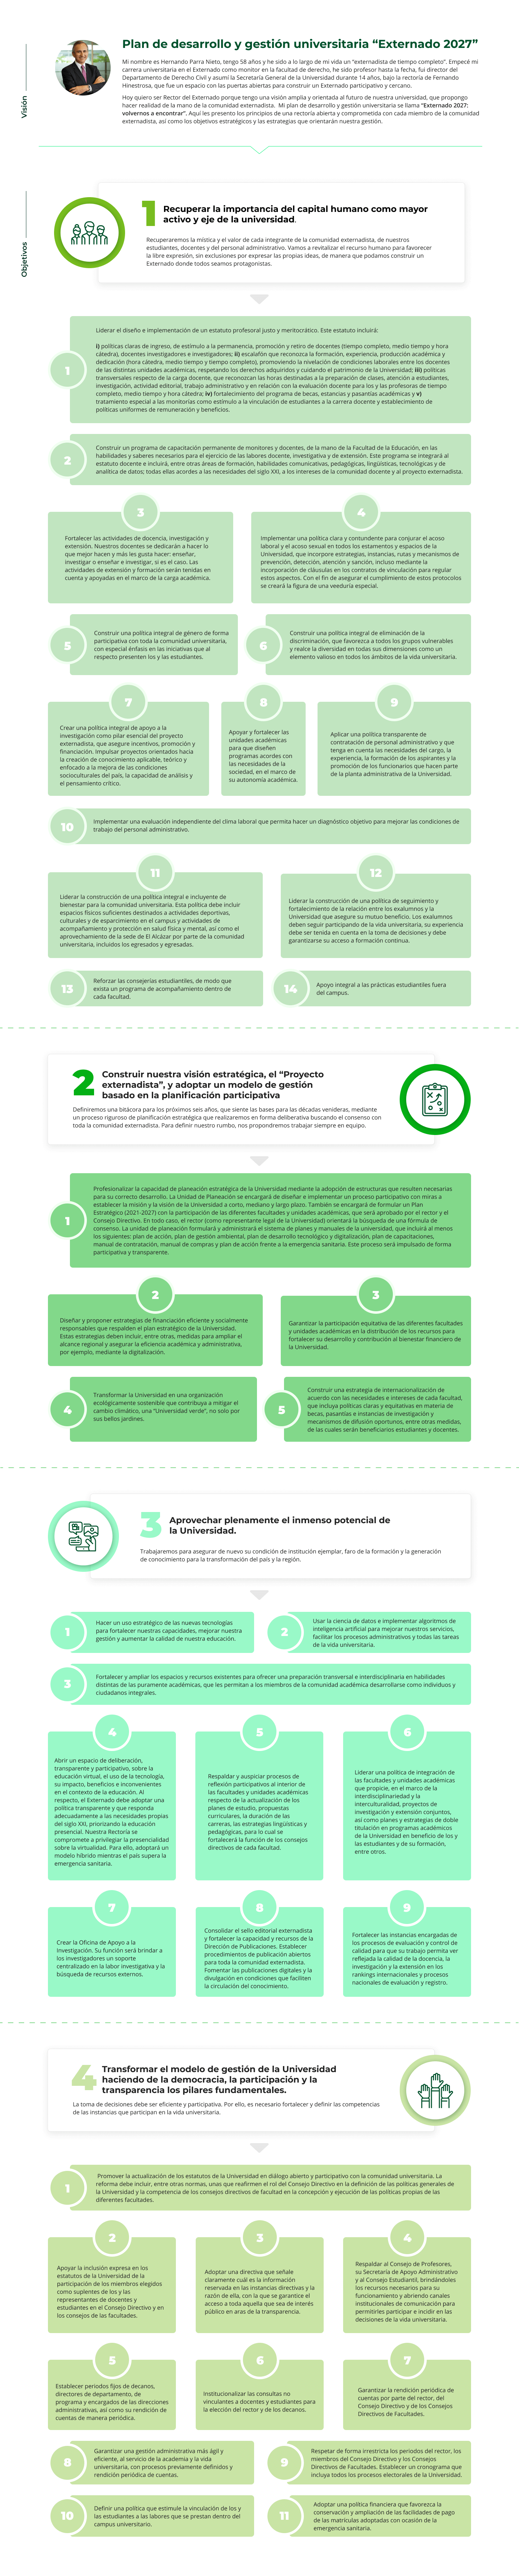 Plan de desarrollo y gestión universitaria “Externado 2027”
Mi nombre es Hernando Parra Nieto, tengo 58 años y he sido a lo largo de mi vida un “externadista de tiempo completo”. Empecé mi
carrera universitaria en el Externado como monitor en la facultad de derecho, he sido profesor hasta la fecha, fui director del
Departamento de Derecho Civil y asumí la Secretaría General de la Universidad durante 14 años, bajo la rectoría de Fernando
Hinestrosa, que fue un espacio con las puertas abiertas para construir un Externado participativo y cercano.
Hoy quiero ser Rector del Externado porque tengo una visión amplia y orientada al futuro de nuestra universidad, que propongo
hacer realidad de la mano de la comunidad externadista. Mi plan de desarrollo y gestión universitaria se llama “Externado 2027:
volvernos a encontrar”. Aquí les presento los principios de una rectoría abierta y comprometida con cada miembro de la comunidad
externadista, así como los objetivos estratégicos y las estrategias que orientarán nuestra gestión.
Visión
Objetivos
1
Recuperar la importancia del capital humano como mayor
activo y eje de la universidad.
Recuperaremos la mística y el valor de cada integrante de la comunidad externadista, de nuestros
estudiantes, docentes y del personal administrativo. Vamos a revitalizar el recurso humano para favorecer
la libre expresión, sin exclusiones por expresar las propias ideas, de manera que podamos construir un
Externado donde todos seamos protagonistas.
1
Liderar el diseño e implementación de un estatuto profesoral justo y meritocrático. Este estatuto incluirá:
i) políticas claras de ingreso, de estímulo a la permanencia, promoción y retiro de docentes (tiempo completo, medio tiempo y hora
cátedra), docentes investigadores e investigadores; ii) escalafón que reconozca la formación, experiencia, producción académica y
dedicación (hora cátedra, medio tiempo y tiempo completo), promoviendo la nivelación de condiciones laborales entre los docentes
de las distintas unidades académicas, respetando los derechos adquiridos y cuidando el patrimonio de la Universidad; iii) políticas
transversales respecto de la carga docente, que reconozcan las horas destinadas a la preparación de clases, atención a estudiantes,
investigación, actividad editorial, trabajo administrativo y en relación con la evaluación docente para los y las profesoras de tiempo
completo, medio tiempo y hora cátedra; iv) fortalecimiento del programa de becas, estancias y pasantías académicas y v)
tratamiento especial a las monitorías como estímulo a la vinculación de estudiantes a la carrera docente y establecimiento de
políticas uniformes de remuneración y beneficios.
2
Construir un programa de capacitación permanente de monitores y docentes, de la mano de la Facultad de la Educación, en las
habilidades y saberes necesarios para el ejercicio de las labores docente, investigativa y de extensión. Este programa se integrará al
estatuto docente e incluirá, entre otras áreas de formación, habilidades comunicativas, pedagógicas, lingüísticas, tecnológicas y de
analítica de datos; todas ellas acordes a las necesidades del siglo XXI, a los intereses de la comunidad docente y al proyecto externadista.
3
Fortalecer las actividades de docencia, investigación y
extensión. Nuestros docentes se dedicarán a hacer lo
que mejor hacen y más les gusta hacer: enseñar,
investigar o enseñar e investigar, si es el caso. Las
actividades de extensión y formación serán tenidas en
cuenta y apoyadas en el marco de la carga académica.
4
Implementar una política clara y contundente para conjurar el acoso
laboral y el acoso sexual en todos los estamentos y espacios de la
Universidad, que incorpore estrategias, instancias, rutas y mecanismos de
prevención, detección, atención y sanción, incluso mediante la
incorporación de cláusulas en los contratos de vinculación para regular
estos aspectos. Con el fin de asegurar el cumplimiento de estos protocolos
se creará la figura de una veeduría especial.
5
Construir una política integral de género de forma
participativa con toda la comunidad universitaria,
con especial énfasis en las iniciativas que al
respecto presenten los y las estudiantes.
6
Construir una política integral de eliminación de la
discriminación, que favorezca a todos los grupos vulnerables
y realce la diversidad en todas sus dimensiones como un
elemento valioso en todos los ámbitos de la vida universitaria.
7
Crear una política integral de apoyo a la
investigación como pilar esencial del proyecto
externadista, que asegure incentivos, promoción y
financiación. Impulsar proyectos orientados hacia
la creación de conocimiento aplicable, teórico y
enfocado a la mejora de las condiciones
socioculturales del país, la capacidad de análisis y
el pensamiento crítico.
8
Apoyar y fortalecer las
unidades académicas
para que diseñen
programas acordes con
las necesidades de la
sociedad, en el marco de
su autonomía académica.
9
Aplicar una política transparente de
contratación de personal administrativo y que
tenga en cuenta las necesidades del cargo, la
experiencia, la formación de los aspirantes y la
promoción de los funcionarios que hacen parte
de la planta administrativa de la Universidad.
10
Implementar una evaluación independiente del clima laboral que permita hacer un diagnóstico objetivo para mejorar las condiciones de
trabajo del personal administrativo.
11
Liderar la construcción de una política integral e incluyente de
bienestar para la comunidad universitaria. Esta política debe incluir
espacios físicos suficientes destinados a actividades deportivas,
culturales y de esparcimiento en el campus y actividades de
acompañamiento y protección en salud física y mental, así como el
aprovechamiento de la sede de El Alcázar por parte de la comunidad
universitaria, incluidos los egresados y egresadas.
12
Liderar la construcción de una política de seguimiento y
fortalecimiento de la relación entre los exalumnos y la
Universidad que asegure su mutuo beneficio. Los exalumnos
deben seguir participando de la vida universitaria, su experiencia
debe ser tenida en cuenta en la toma de decisiones y debe
garantizarse su acceso a formación continua.
13
Reforzar las consejerías estudiantiles, de modo que
exista un programa de acompañamiento dentro de
cada facultad.
14
Apoyo integral a las prácticas estudiantiles fuera
del campus.
2
Construir nuestra visión estratégica, el “Proyecto
externadista”, y adoptar un modelo de gestión
basado en la planificación participativa
Definiremos una bitácora para los próximos seis años, que siente las bases para las décadas venideras, mediante
un proceso riguroso de planificación estratégica que realizaremos en forma deliberativa buscando el consenso con
toda la comunidad externadista. Para definir nuestro rumbo, nos propondremos trabajar siempre en equipo.
1
Profesionalizar la capacidad de planeación estratégica de la Universidad mediante la adopción de estructuras que resulten necesarias
para su correcto desarrollo. La Unidad de Planeación se encargará de diseñar e implementar un proceso participativo con miras a
establecer la misión y la visión de la Universidad a corto, mediano y largo plazo. También se encargará de formular un Plan
Estratégico (2021-2027) con la participación de las diferentes facultades y unidades académicas, que será aprobado por el rector y el
Consejo Directivo. En todo caso, el rector (como representante legal de la Universidad) orientará la búsqueda de una fórmula de
consenso. La unidad de planeación formulará y administrará el sistema de planes y manuales de la universidad, que incluirá al menos
los siguientes: plan de acción, plan de gestión ambiental, plan de desarrollo tecnológico y digitalización, plan de capacitaciones,
manual de contratación, manual de compras y plan de acción frente a la emergencia sanitaria. Este proceso será impulsado de forma
participativa y transparente.
2
Diseñar y proponer estrategias de financiación eficiente y socialmente
responsables que respalden el plan estratégico de la Universidad.
Estas estrategias deben incluir, entre otras, medidas para ampliar el
alcance regional y asegurar la eficiencia académica y administrativa,
por ejemplo, mediante la digitalización.
3
Garantizar la participación equitativa de las diferentes facultades
y unidades académicas en la distribución de los recursos para
fortalecer su desarrollo y contribución al bienestar financiero de
la Universidad.
4
Transformar la Universidad en una organización
ecológicamente sostenible que contribuya a mitigar el
cambio climático, una “Universidad verde”, no solo por
sus bellos jardines.
5
Construir una estrategia de internacionalización de
acuerdo con las necesidades e intereses de cada facultad,
que incluya políticas claras y equitativas en materia de
becas, pasantías e instancias de investigación y
mecanismos de difusión oportunos, entre otras medidas,
de las cuales serán beneficiarios estudiantes y docentes.
3
Aprovechar plenamente el inmenso potencial de
la Universidad.
Trabajaremos para asegurar de nuevo su condición de institución ejemplar, faro de la formación y la generación
de conocimiento para la transformación del país y la región.
1
Hacer un uso estratégico de las nuevas tecnologías
para fortalecer nuestras capacidades, mejorar nuestra
gestión y aumentar la calidad de nuestra educación.
2
Usar la ciencia de datos e implementar algoritmos de
inteligencia artificial para mejorar nuestros servicios,
facilitar los procesos administrativos y todas las tareas
de la vida universitaria.
3
Fortalecer y ampliar los espacios y recursos existentes para ofrecer una preparación transversal e interdisciplinaria en habilidades
distintas de las puramente académicas, que les permitan a los miembros de la comunidad académica desarrollarse como individuos y
ciudadanos integrales.
4
Abrir un espacio de deliberación,
transparente y participativo, sobre la
educación virtual, el uso de la tecnología,
su impacto, beneficios e inconvenientes
en el contexto de la educación. Al
respecto, el Externado debe adoptar una
política transparente y que responda
adecuadamente a las necesidades propias
del siglo XXI, priorizando la educación
presencial. Nuestra Rectoría se
compromete a privilegiar la presencialidad
sobre la virtualidad. Para ello, adoptará un
modelo híbrido mientras el país supera la
emergencia sanitaria.
5
Respaldar y auspiciar procesos de
reflexión participativos al interior de
las facultades y unidades académicas
respecto de la actualización de los
planes de estudio, propuestas
curriculares, la duración de las
carreras, las estrategias lingüísticas y
pedagógicas, para lo cual se
fortalecerá la función de los consejos
directivos de cada facultad.
6
Liderar una política de integración de
las facultades y unidades académicas
que propicie, en el marco de la
interdisciplinariedad y la
interculturalidad, proyectos de
investigación y extensión conjuntos,
así como planes y estrategias de doble
titulación en programas académicos
de la Universidad en beneficio de los y
las estudiantes y de su formación,
entre otros.
7
Crear la Oficina de Apoyo a la
Investigación. Su función será brindar a
los investigadores un soporte
centralizado en la labor investigativa y la
búsqueda de recursos externos.
8
Consolidar el sello editorial externadista
y fortalecer la capacidad y recursos de la
Dirección de Publicaciones. Establecer
procedimientos de publicación abiertos
para toda la comunidad externadista.
Fomentar las publicaciones digitales y la
divulgación en condiciones que faciliten
la circulación del conocimiento.
9
Fortalecer las instancias encargadas de
los procesos de evaluación y control de
calidad para que su trabajo permita ver
reflejada la calidad de la docencia, la
investigación y la extensión en los
rankings internacionales y procesos
nacionales de evaluación y registro.
4
Transformar el modelo de gestión de la Universidad
haciendo de la democracia, la participación y la
transparencia los pilares fundamentales.
La toma de decisiones debe ser eficiente y participativa. Por ello, es necesario fortalecer y definir las competencias
de las instancias que participan en la vida universitaria.
1
Promover la actualización de los estatutos de la Universidad en diálogo abierto y participativo con la comunidad universitaria. La
reforma debe incluir, entre otras normas, unas que reafirmen el rol del Consejo Directivo en la definición de las políticas generales de
la Universidad y la competencia de los consejos directivos de facultad en la concepción y ejecución de las políticas propias de las
diferentes facultades.
2
Apoyar la inclusión expresa en los
estatutos de la Universidad de la
participación de los miembros elegidos
como suplentes de los y las
representantes de docentes y
estudiantes en el Consejo Directivo y en
los consejos de las facultades.
3
Adoptar una directiva que señale
claramente cuál es la información
reservada en las instancias directivas y la
razón de ella, con la que se garantice el
acceso a toda aquella que sea de interés
público en aras de la transparencia.
4
Respaldar al Consejo de Profesores,
su Secretaría de Apoyo Administrativo
y al Consejo Estudiantil, brindándoles
los recursos necesarios para su
funcionamiento y abriendo canales
institucionales de comunicación para
permitirles participar e incidir en las
decisiones de la vida universitaria.
5
Establecer periodos fijos de decanos,
directores de departamento, de
programa y encargados de las direcciones
administrativas, así como su rendición de
cuentas de manera periódica.
6
Institucionalizar las consultas no
vinculantes a docentes y estudiantes para
la elección del rector y de los decanos.
7
Garantizar la rendición periódica de
cuentas por parte del rector, del
Consejo Directivo y de los Consejos
Directivos de Facultades.
8
Garantizar una gestión administrativa más ágil y
eficiente, al servicio de la academia y la vida
universitaria, con procesos previamente definidos y
rendición periódica de cuentas.
9
Respetar de forma irrestricta los periodos del rector, los
miembros del Consejo Directivo y los Consejos
Directivos de Facultades. Establecer un cronograma que
incluya todos los procesos electorales de la Universidad.
10
Definir una política que estimule la vinculación de los y
las estudiantes a las labores que se prestan dentro del
campus universitario.
11
Adoptar una política financiera que favorezca la
conservación y ampliación de las facilidades de pago
de las matrículas adoptadas con ocasión de la
emergencia sanitaria.